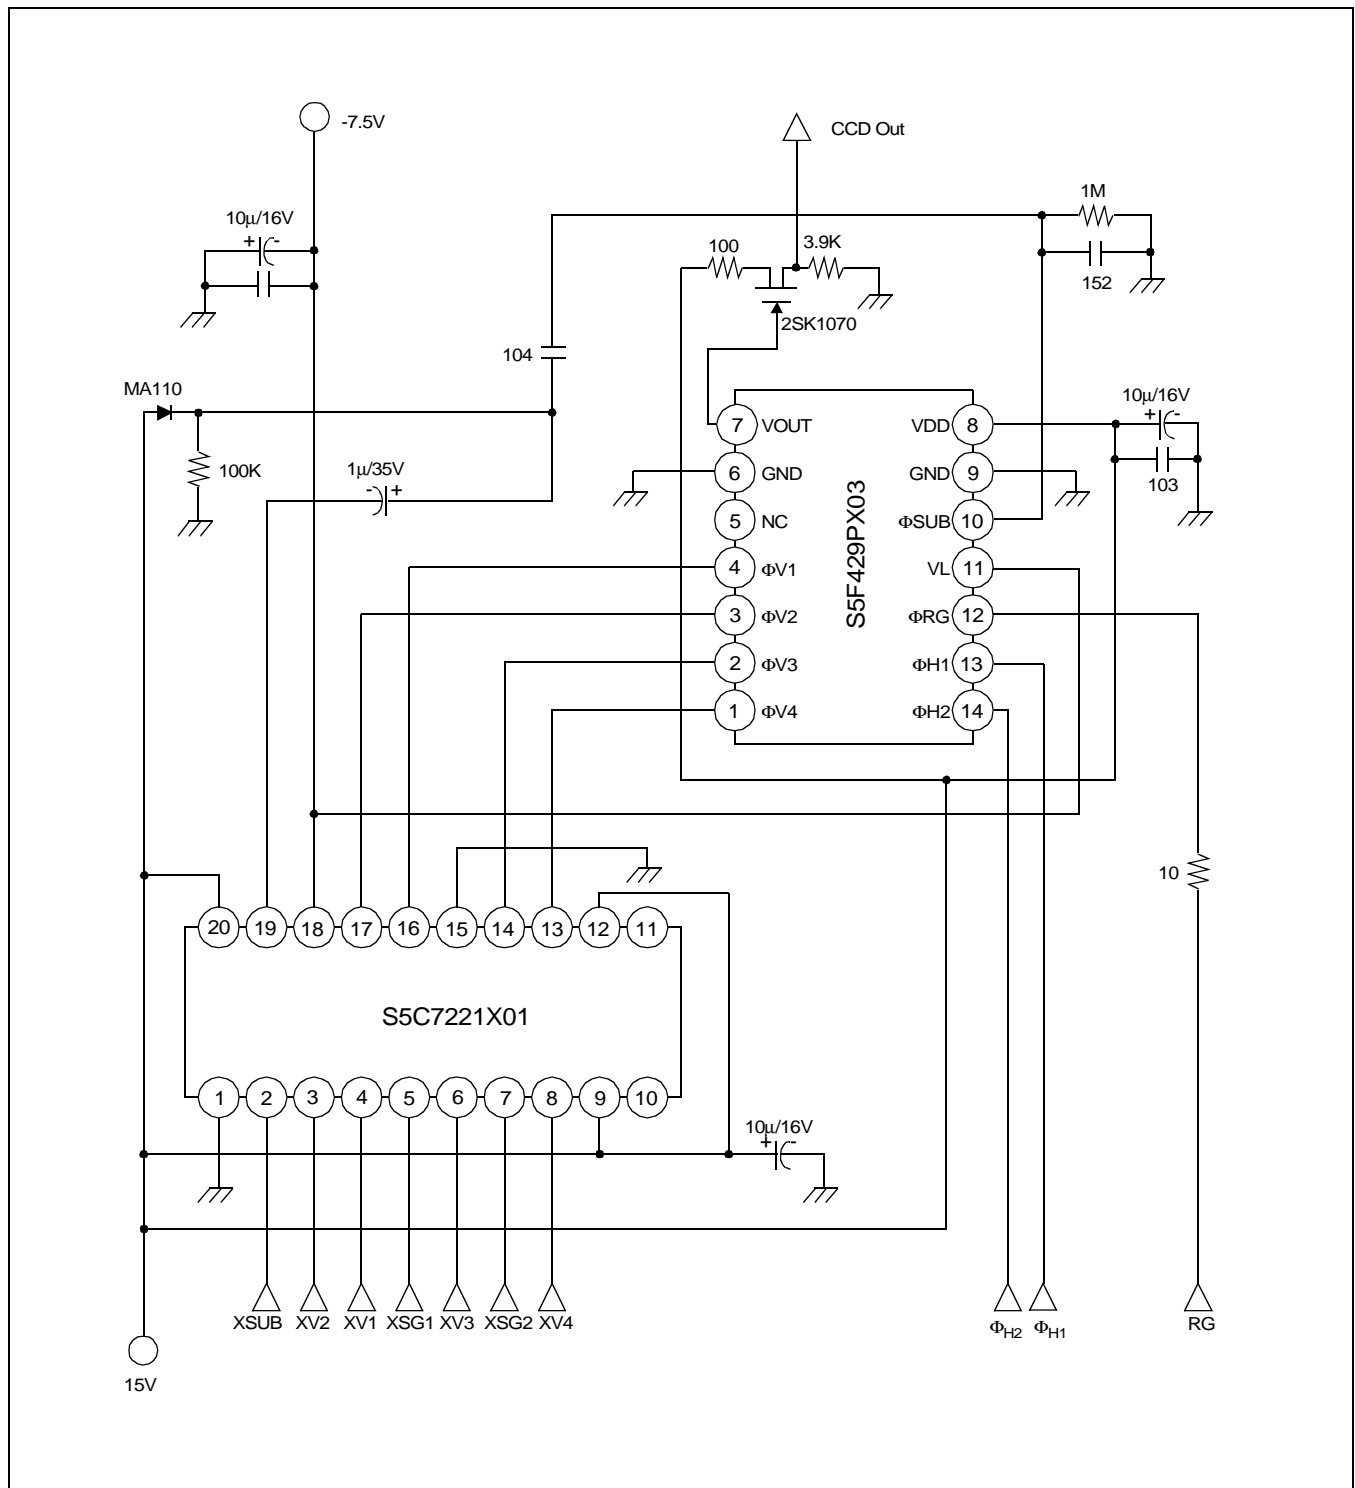 -7.5V
CCD Out
10μ/16V
+ -
1M
100
3.9K
152
2SK1070
104
MA110
100K
1μ/35V
- +
10μ/16V
+ -
103
7 VOUT
VDD 8
6 GND
GND 9
5 NC
ΦSUB 10
4 ΦV1
VL 11
3 ΦV2
ΦRG 12
2 ΦV3
ΦH1 13
1 ΦV4
ΦH2 14
S5F429PX03
10
20 19 18 17 16 15 14 13 12 11
S5C7221X01
1 2 3 4 5 6 7 8 9 10
10μ/16V
+ -
XSUB XV2 XV1 XSG1 XV3 XSG2 XV4
ΦH2 ΦH1
RG
15V